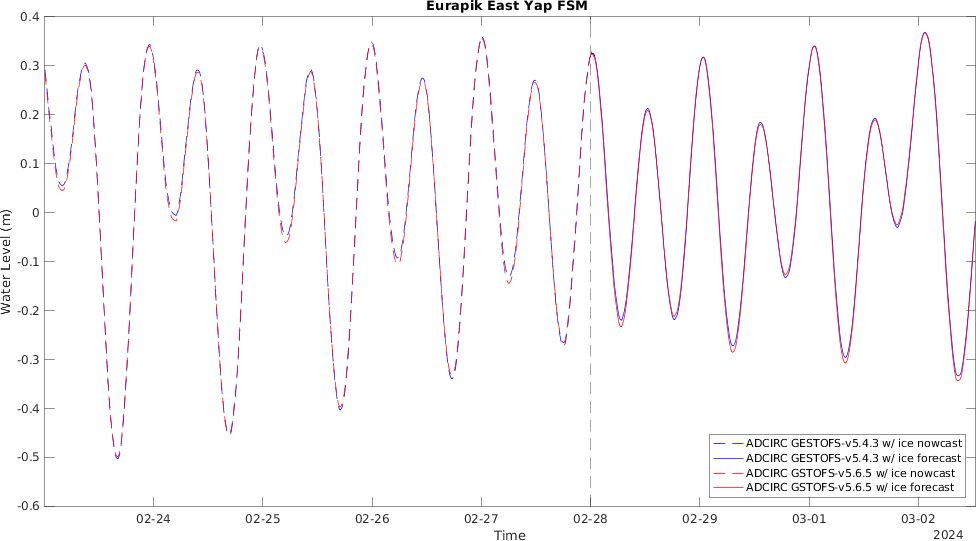 Eurapik East Yap FSM
0.4
0.3
0.2
0.1
0
-0.1
-0.2
-0.3
-0.4
-0.5
-0.6
Water Level (m)
ADCIRC GESTOFS-v5.4.3 w/ ice nowcast
ADCIRC GESTOFS-v5.4.3 w/ ice forecast
ADCIRC GSTOFS-v5.6.5 w/ ice nowcast
ADCIRC GSTOFS-v5.6.5 w/ ice forecast
02-24 02-25 02-26 02-27 02-28 02-29 03-01 03-02
Time
2024